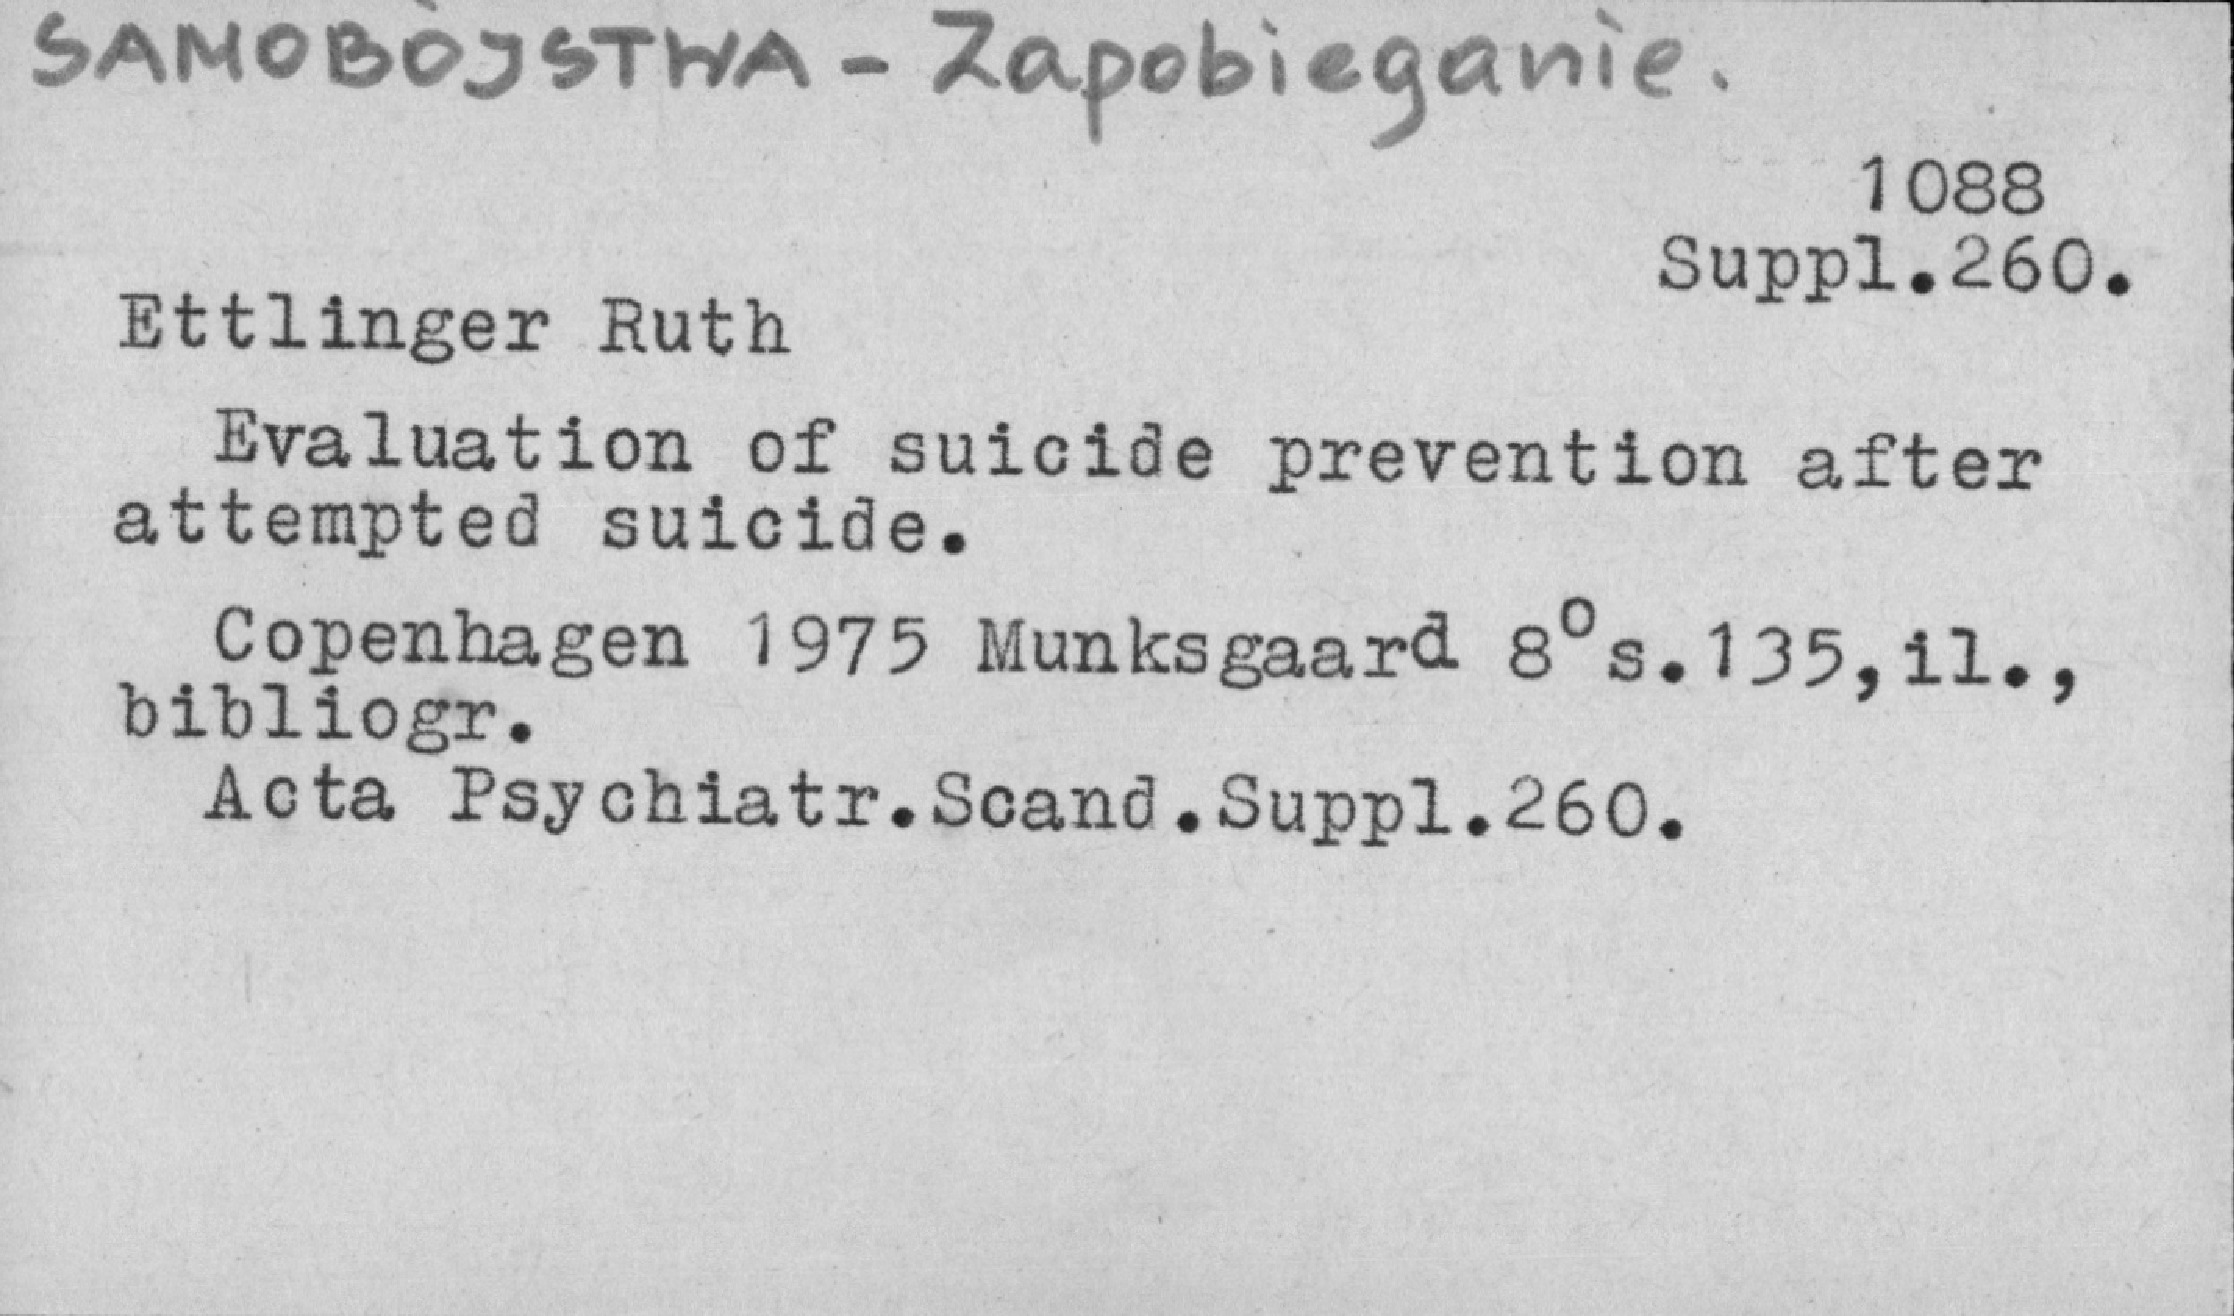 SAMOBÓJSTWA - Zapobieganie.
1088
Suppl.260.
Ettlinger Ruth
Evaluation of suicide prevention after
attempted suicide.
Copenhagen 1975 Munksgaard 8° s.135,il.,
bibliogr.
Acta Psychiatr.Scand.Suppl.260.